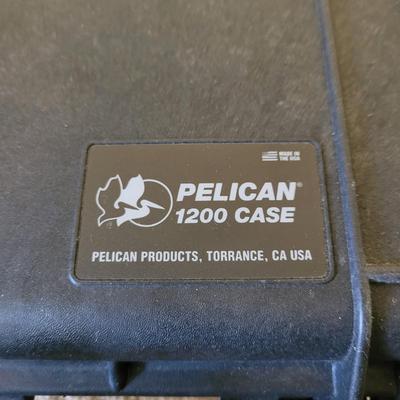 MADE IN
THE USA
PELICAN®
1200 CASE
PELICAN PRODUCTS, TORRANCE, CA USA